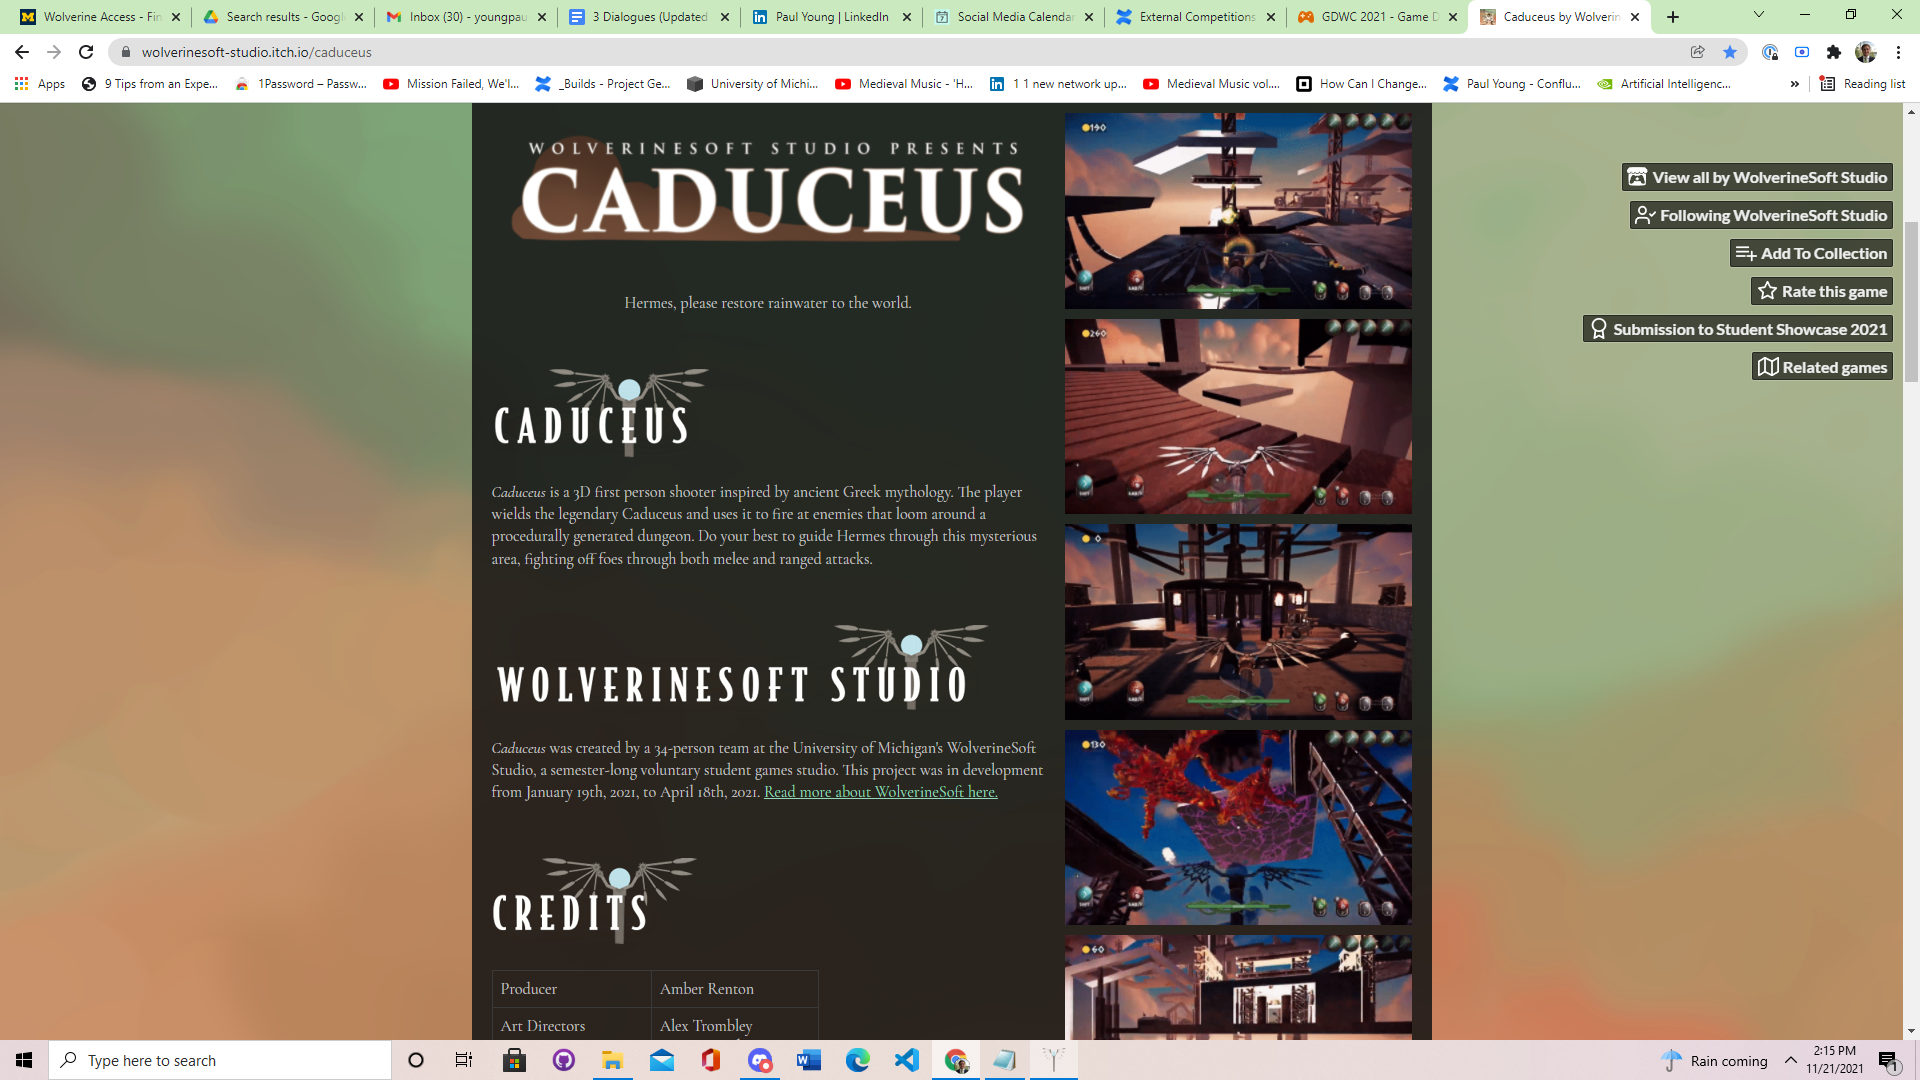 Wolverine Access - Fin
Search results - Googl
Inbox (30) - youngpau
3 Dialogues (Updated
Paul Young | LinkedIn
Social Media Calendar
External Competitions
GDWC 2021 - Game D
Caduceus by Wolverin
wolverinesoft-studio.itch.io/caduceus
Apps
9 Tips from an Expe...
1Password – Passw...
Mission Failed, We'l...
_Builds - Project Ge...
University of Michi...
Medieval Music - 'H...
1 1 new network up...
Medieval Music vol....
How Can I Change...
Paul Young - Conflu...
Artificial Intelligenc...
»
Reading list
WOLVERINESOFT STUDIO PRESENTS
CADUCEUS
Hermes, please restore rainwater to the world.
CADUCEUS
Caduceus is a 3D first person shooter inspired by ancient Greek mythology. The player
wields the legendary Caduceus and uses it to fire at enemies that loom around a
procedurally generated dungeon. Do your best to guide Hermes through this mysterious
area, fighting off foes through both melee and ranged attacks.
WOLVERINESOFT STUDIO
Caduceus was created by a 34-person team at the University of Michigan's WolverineSoft
Studio, a semester-long voluntary student games studio. This project was in development
from January 19th, 2021, to April 18th, 2021. Read more about WolverineSoft here.
CREDITS
Producer Amber Renton
Art Directors Alex Trombley
190
260
0
130
60
View all by WolverineSoft Studio
Following WolverineSoft Studio
Add To Collection
Rate this game
Submission to Student Showcase 2021
Related games
Type here to search
Rain coming
2:15 PM
11/21/2021
1